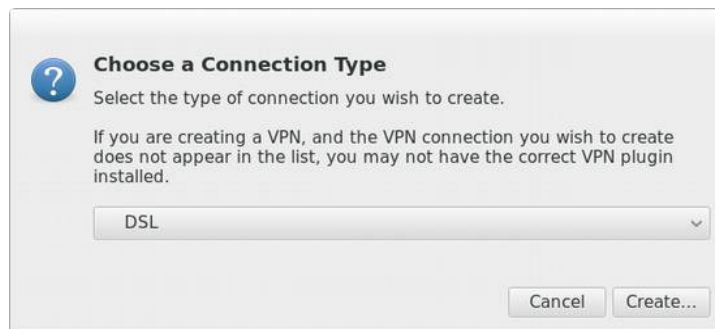 Choose a Connection Type
Select the type of connection you wish to create.
If you are creating a VPN, and the VPN connection you wish to create
does not appear in the list, you may not have the correct VPN plugin
installed.
DSL
Cancel Create...